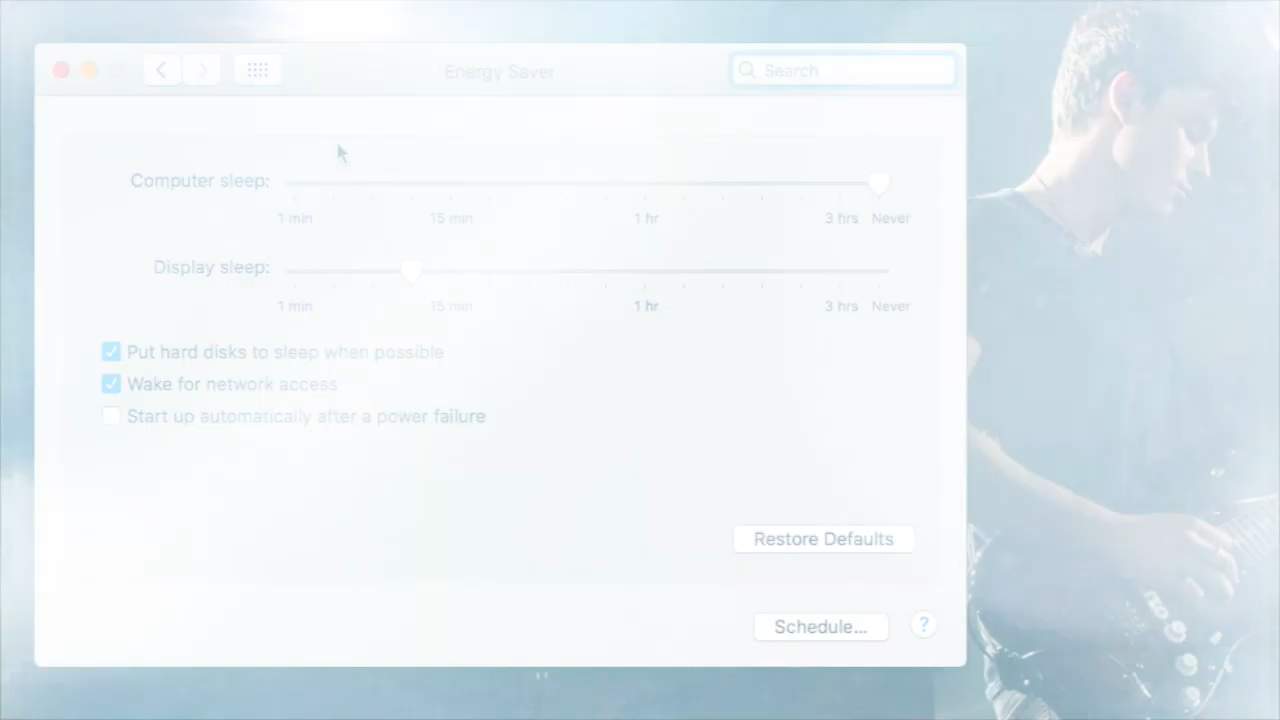 Energy Saver
Search
Computer sleep:
1 min 15 min 1 hr 3 hrs Never
Display sleep:
1 min 15 min 1 hr 3 hrs Never
Put hard disks to sleep when possible
Wake for network access
Start up automatically after a power failure
Restore Defaults
Schedule...
?